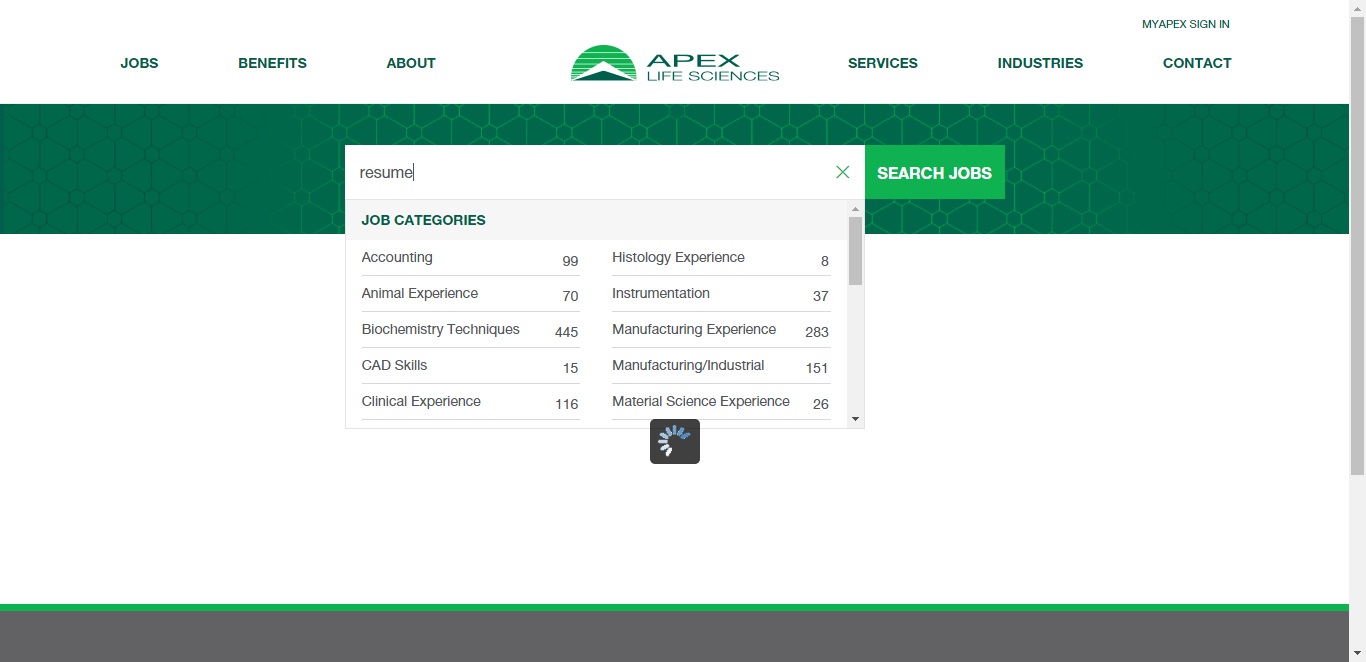 MYAPEX SIGN IN
JOBS BENEFITS ABOUT APEX LIFE SCIENCES SERVICES INDUSTRIES CONTACT
resume SEARCH JOBS
JOB CATEGORIES
Accounting 99 Histology Experience 8
Animal Experience 70 Instrumentation 37
Biochemistry Techniques 445 Manufacturing Experience 283
CAD Skills 15 Manufacturing/Industrial 151
Clinical Experience 116 Material Science Experience 26